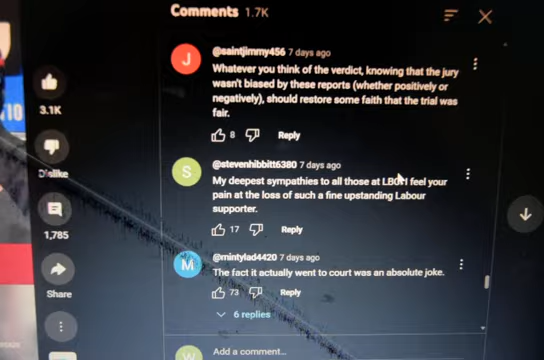 Comments 1.7K
@saintjimmy456 7 days ago
Whatever you think of the verdict, knowing that the jury
wasn't biased by these reports (whether positively or
negatively), should restore some faith that the trial was
fair.
8 Reply
@stevenhibbitt6380 7 days ago
My deepest sympathies to all those at LBC I feel your
pain at the loss of such a fine upstanding Labour
supporter.
17 Reply
@mintylad4420 7 days ago
The fact it actually went to court was an absolute joke.
73 Reply
6 replies
Add a comment...
3.1K
Dislike
1,785
Share
J
S
M
W